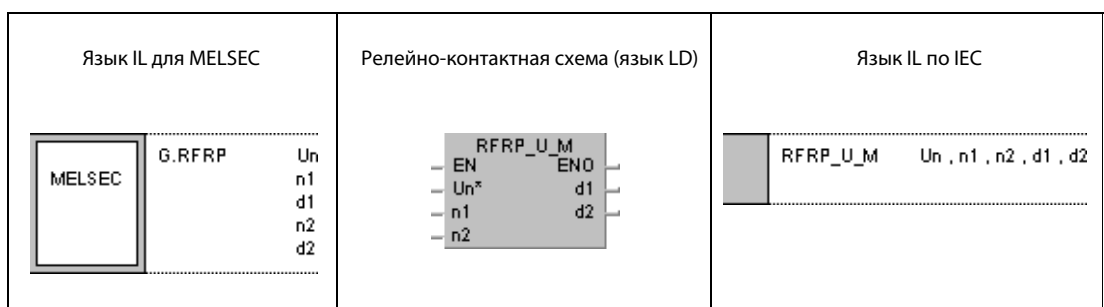 Язык IL для MELSEC
MELSEC
G.RFRP Un
n1
d1
n2
d2
Релейно-контактная схема (язык LD)
RFRP_U_M
EN ENO
Un* d1
n1 d2
n2
Язык IL по IEC
RFRP_U_M Un , n1 , n2 , d1 , d2